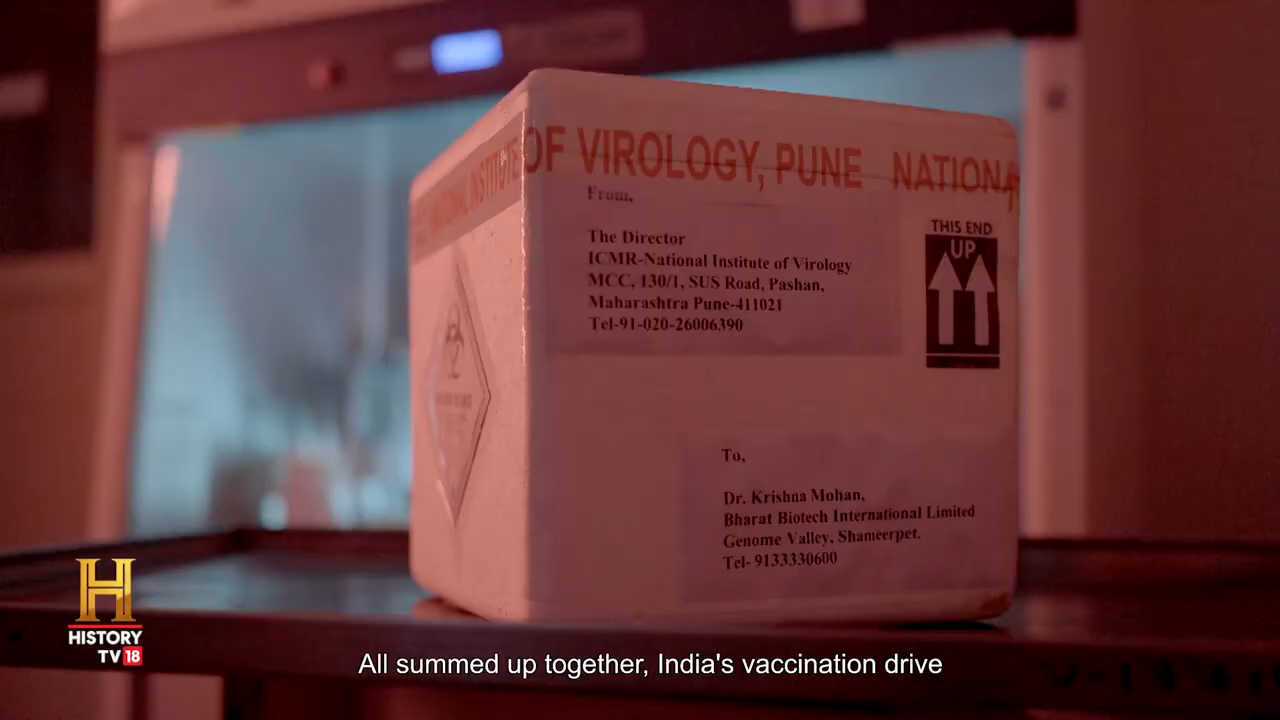 NATIONAL INSTITUTE OF VIROLOGY, PUNE NATIONA
From,
The Director
ICMR-National Institute of Virology
MCC, 130/1, SUS Road, Pashan,
Maharashtra Pune-411021
Tel-91-020-26006390
THIS END
UP
To,
Dr. Krishna Mohan,
Bharat Biotech International Limited
Genome Valley, Shameerpet.
Tel- 9133330600
H
HISTORY
TV18
All summed up together, India's vaccination drive